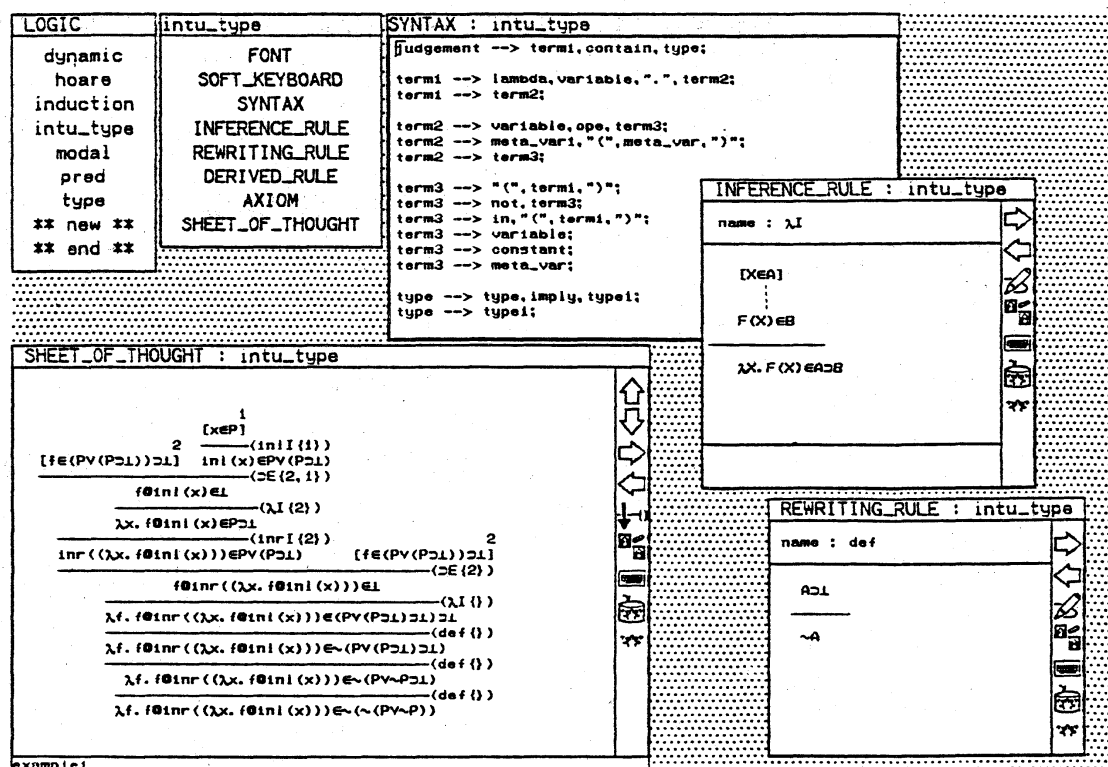 LOGIC
dynamic
hoare
induction
intu_type
modal
pred
type
** new **
** end **
intu_type
FONT
SOFT_KEYBOARD
SYNTAX
INFERENCE_RULE
REWRITING_RULE
DERIVED_RULE
AXIOM
SHEET_OF_THOUGHT
SYNTAX : intu_type
judgement --> term1,contain,type;
term1 --> lambda,variable,".",term2;
term1 --> term2;
term2 --> variable,ope,term3;
term2 --> meta_var1,"(",meta_var,")";
term2 --> term3;
term3 --> "(",term1,")";
term3 --> not,term3;
term3 --> in,"(",term1,")";
term3 --> variable;
term3 --> constant;
term3 --> meta_var;
type --> type,imply,type1;
type --> type1;
INFERENCE_RULE : intu_type
name : λI
[X∈A]
F(X)∈B
λX.F(X)∈A⊃B
SHEET_OF_THOUGHT : intu_type
1
[x∈P]
2 (inlI{1})
[f∈(P∨(P⊃⊥))⊃⊥] inl(x)∈P∨(P⊃⊥)
(⊃E{2,1})
f@inl(x)∈⊥
(λI{2})
λx.f@inl(x)∈P⊃⊥
(inrI{2}) 2
inr((λx.f@inl(x)))∈P∨(P⊃⊥) [f∈(P∨(P⊃⊥))⊃⊥]
(⊃E{2})
f@inr((λx.f@inl(x)))∈⊥
(λI{})
λf.f@inr((λx.f@inl(x)))∈(P∨(P⊃⊥)⊃⊥)⊃⊥
(def{})
λf.f@inr((λx.f@inl(x)))∈~(P∨(P⊃⊥)⊃⊥)
(def{})
λf.f@inr((λx.f@inl(x)))∈~(P∨~P⊃⊥)
(def{})
λf.f@inr((λx.f@inl(x)))∈~(~(P∨~P))
example1
REWRITING_RULE : intu_type
name : def
A⊃⊥
~A